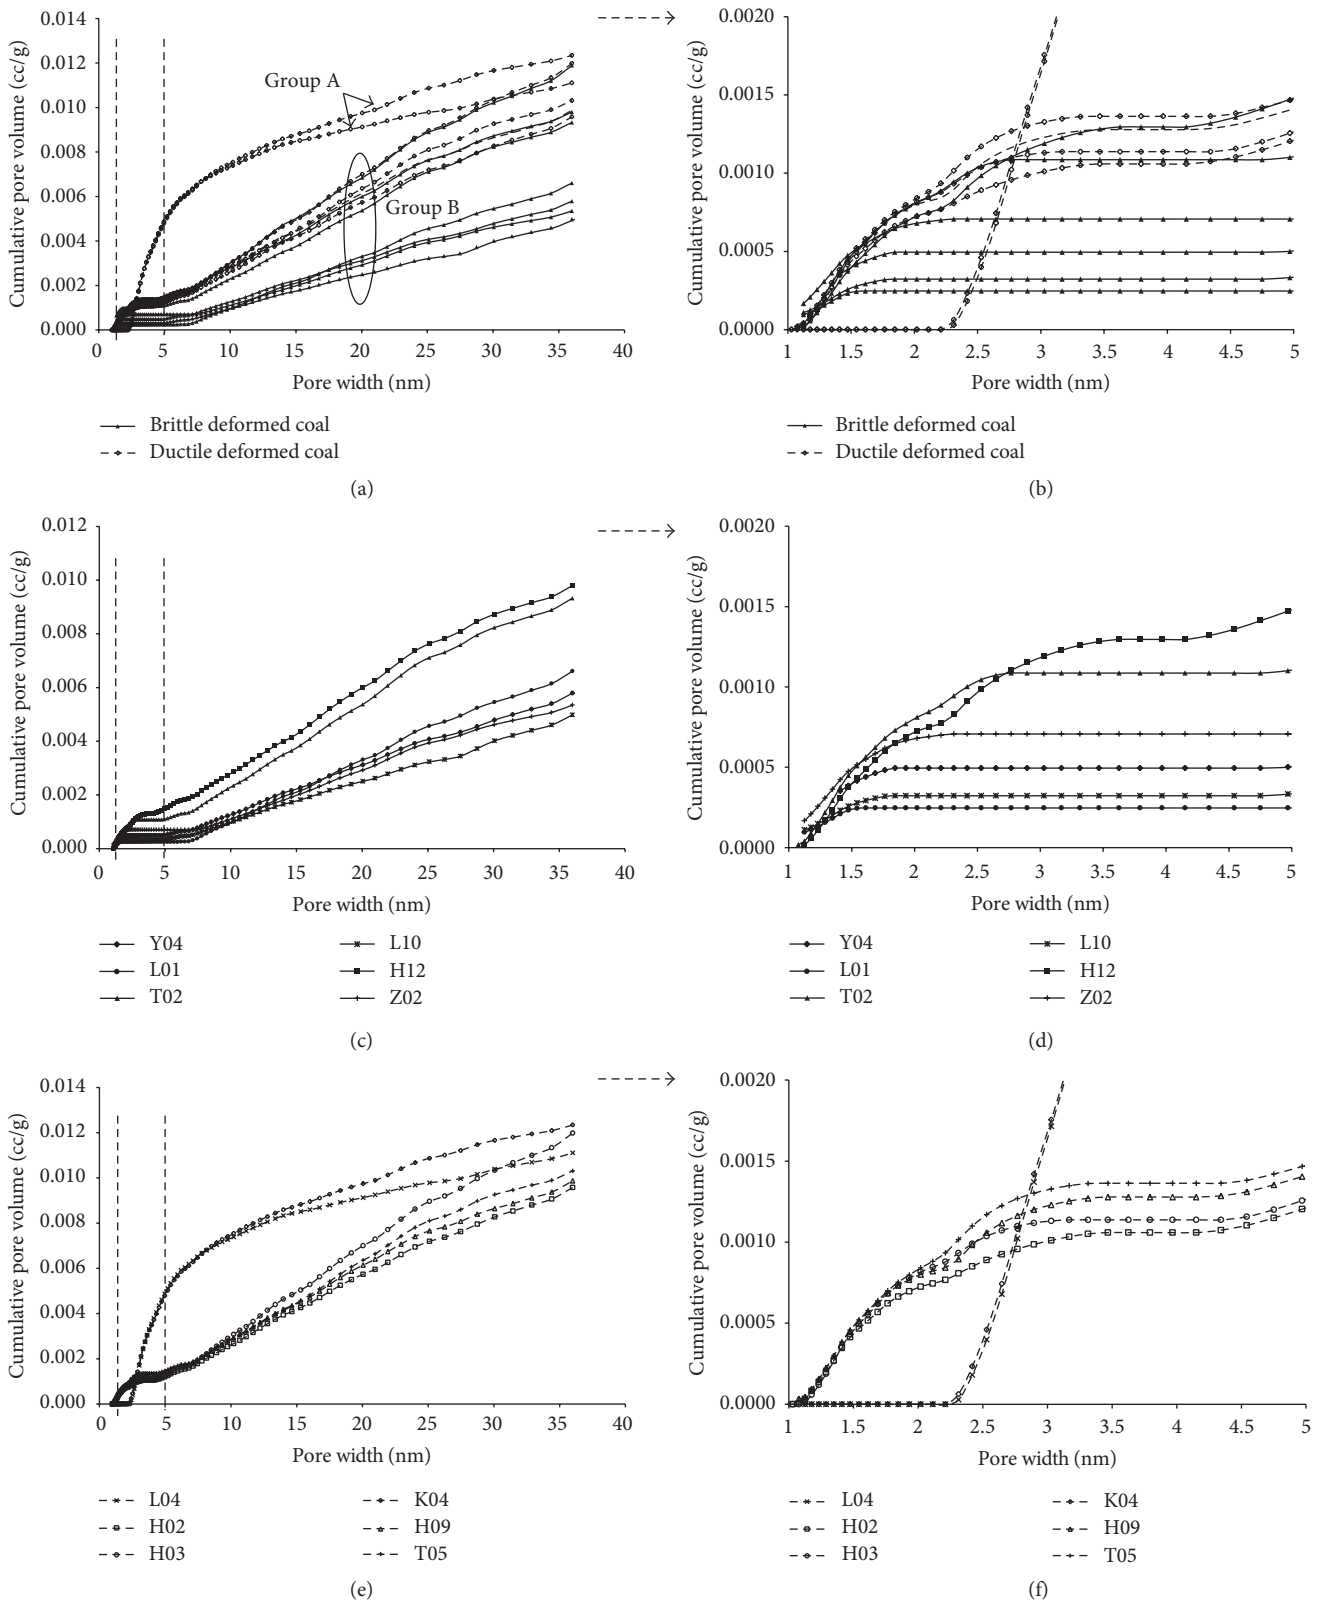 Cumulative pore volume (cc/g)
0.014
0.012
0.010
0.008
0.006
0.004
0.002
0.000
Group A
Group B
0 5 10 15 20 25 30 35 40
Pore width (nm)
Brittle deformed coal
Ductile deformed coal
(a)
Cumulative pore volume (cc/g)
0.0020
0.0015
0.0010
0.0005
0.0000
1 1.5 2 2.5 3 3.5 4 4.5 5
Pore width (nm)
Brittle deformed coal
Ductile deformed coal
(b)
Cumulative pore volume (cc/g)
0.012
0.010
0.008
0.006
0.004
0.002
0.000
0 5 10 15 20 25 30 35 40
Pore width (nm)
Y04 L10
L01 H12
T02 Z02
(c)
Cumulative pore volume (cc/g)
0.0020
0.0015
0.0010
0.0005
0.0000
1 1.5 2 2.5 3 3.5 4 4.5 5
Pore width (nm)
Y04 L10
L01 H12
T02 Z02
(d)
Cumulative pore volume (cc/g)
0.014
0.012
0.010
0.008
0.006
0.004
0.002
0.000
0 5 10 15 20 25 30 35 40
Pore width (nm)
L04 K04
H02 H09
H03 T05
(e)
Cumulative pore volume (cc/g)
0.0020
0.0015
0.0010
0.0005
0.0000
1 1.5 2 2.5 3 3.5 4 4.5 5
Pore width (nm)
L04 K04
H02 H09
H03 T05
(f)